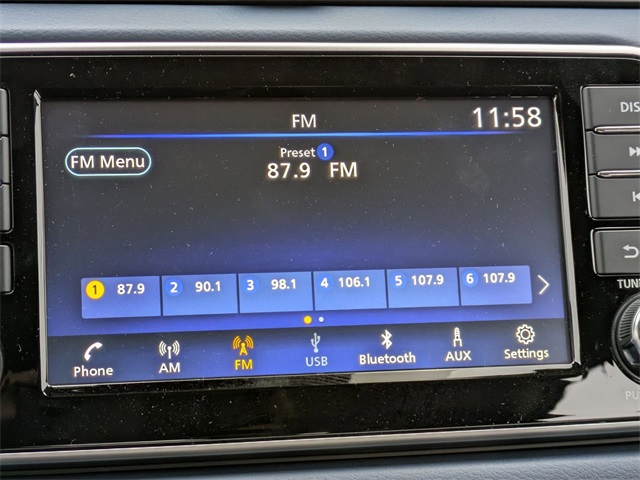 FM 11:58
FM Menu
Preset 1
87.9 FM
1 87.9 2 90.1 3 98.1 4 106.1 5 107.9 6 107.9
Phone AM FM USB Bluetooth AUX Settings